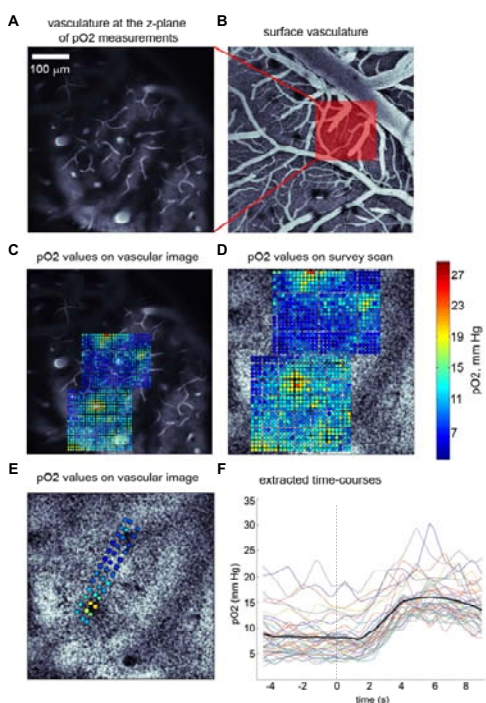 A
vasculature at the z-plane
of pO2 measurements
100 μm
B
surface vasculature
C
pO2 values on vascular image
D
pO2 values on survey scan
27
23
19
15
11
7
pO2, mm Hg
E
pO2 values on vascular image
F
extracted time-courses
35
30
25
20
15
10
5
pO2 (mm Hg)
-4
-2
0
2
4
6
8
time (s)